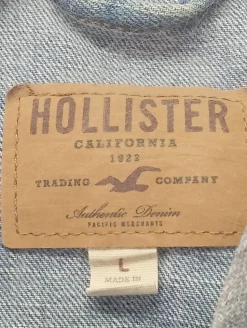 HOLLISTER
CALIFORNIA
1922
TRADING COMPANY
Authentic Denim
PACIFIC MERCHANTS
L
MADE IN